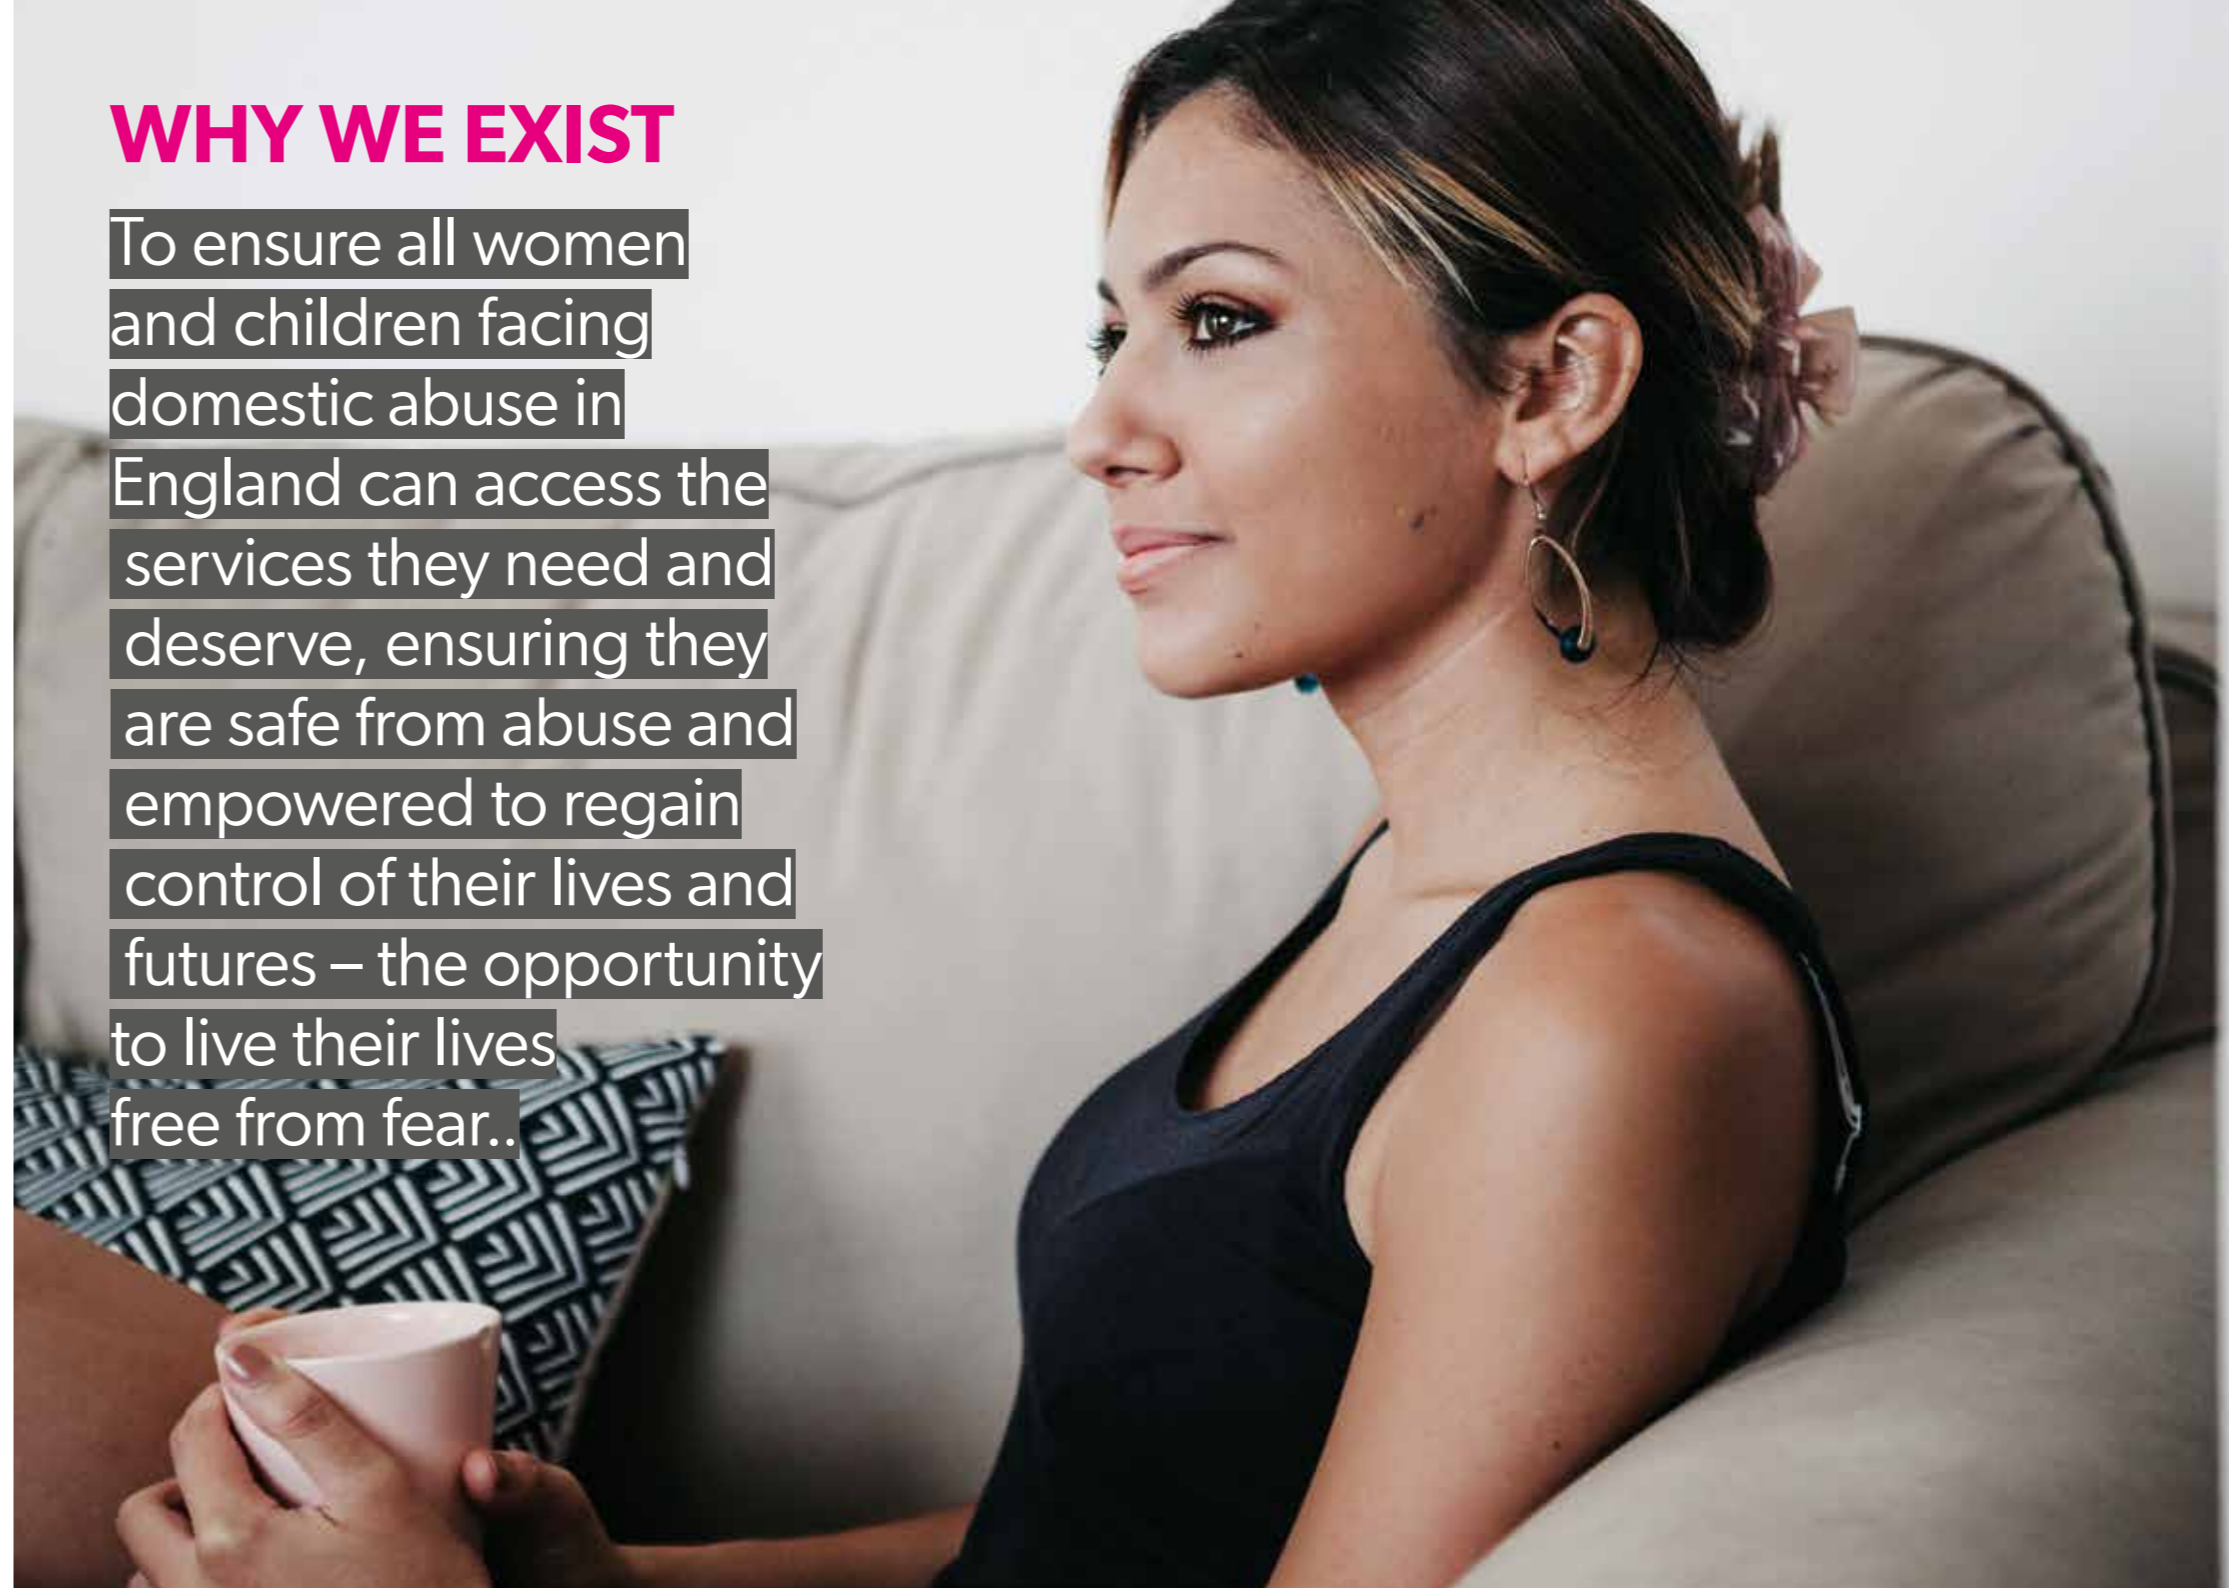 WHY WE EXIST
To ensure all women
and children facing
domestic abuse in
England can access the
services they need and
deserve, ensuring they
are safe from abuse and
empowered to regain
control of their lives and
futures – the opportunity
to live their lives
free from fear..